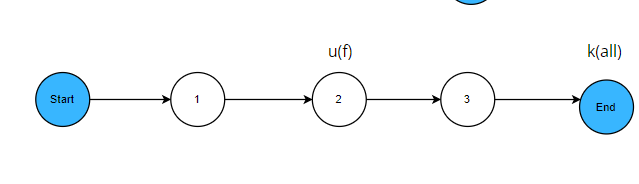 u(f)
k(all)
Start
1
2
3
End